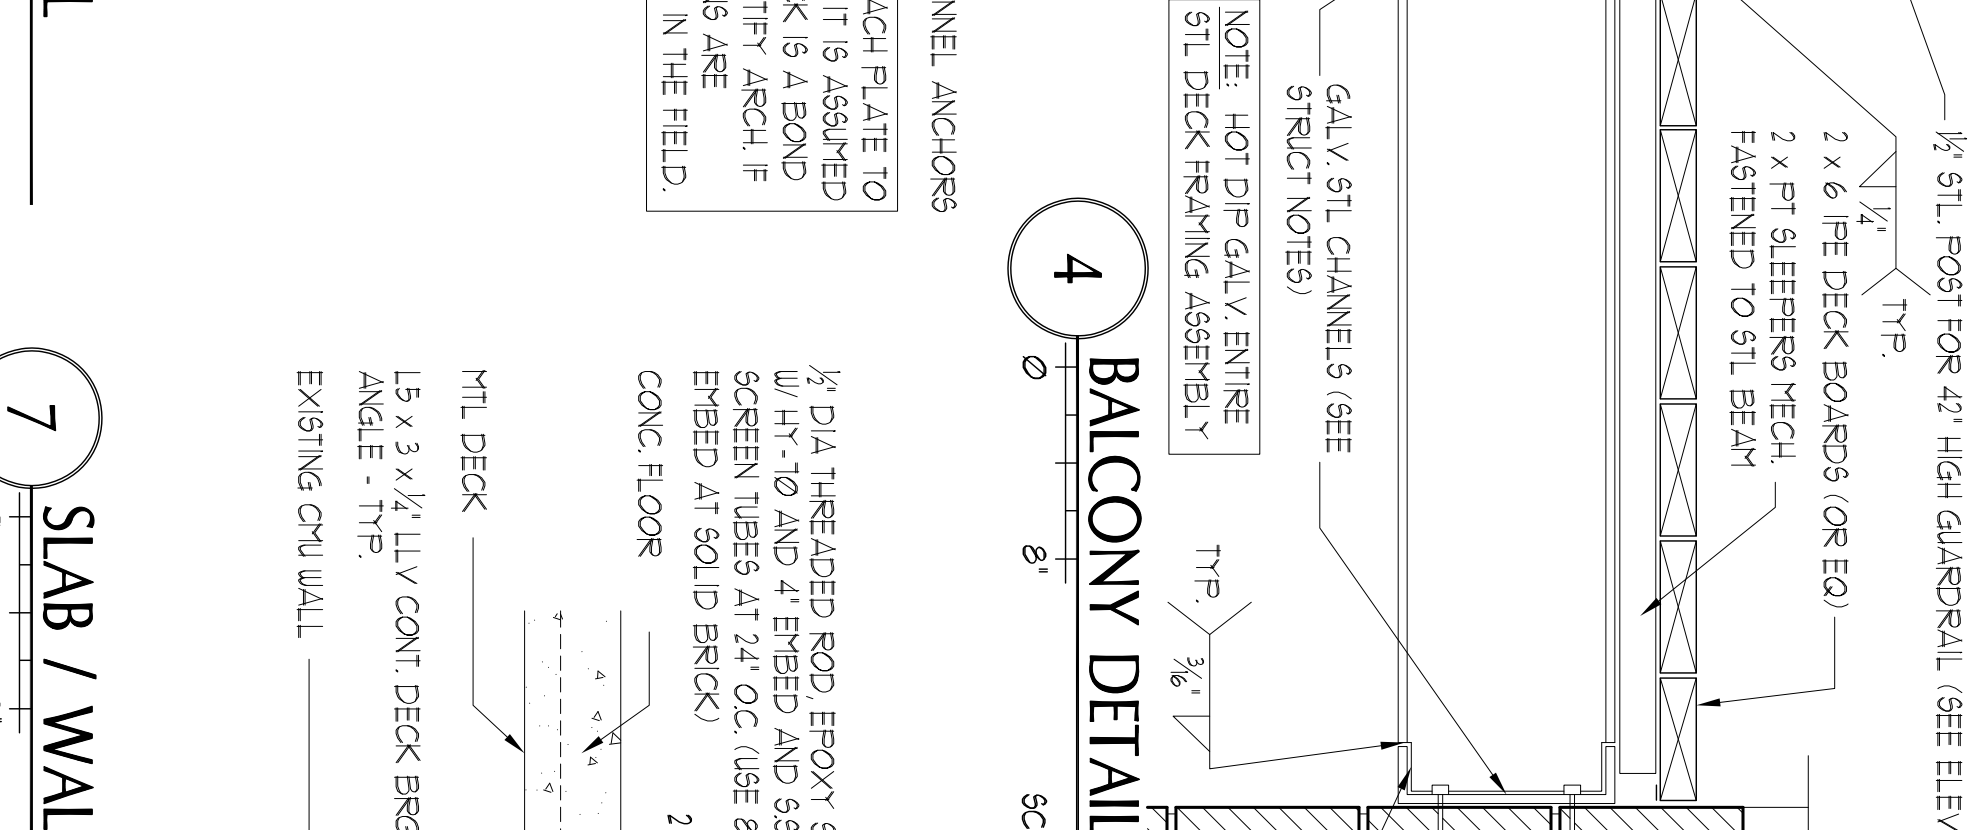 1½" STL. POST FOR 42" HIGH GUARDRAIL (SEE ELEV
¼"
TYP.
2 x 6 IPE DECK BOARDS (OR EQ)
2 x PT SLEEPERS MECH.
FASTENED TO STL BEAM
GALV. STL CHANNELS (SEE
STRUCT NOTES)
NOTE: HOT DIP GALV. ENTIRE
STL DECK FRAMING ASSEMBLY
TYP.
3/16"
4
BALCONY DETAIL
Ø
8"
SC
NNEL ANCHORS
ACH PLATE TO
IT IS ASSUMED
K IS A BOND
TIFY ARCH. IF
NS ARE
IN THE FIELD.
½" DIA THREADED ROD, EPOXY S
W/ HY-7Ø AND 4" EMBED AND S.S
SCREEN TUBES AT 24" O.C. (USE 8
EMBED AT SOLID BRICK)
2
CONC. FLOOR
MTL DECK
L5 x 3 x ¼" LLV CONT. DECK BRG
ANGLE - TYP.
EXISTING CMU WALL
7
SLAB / WAL
L